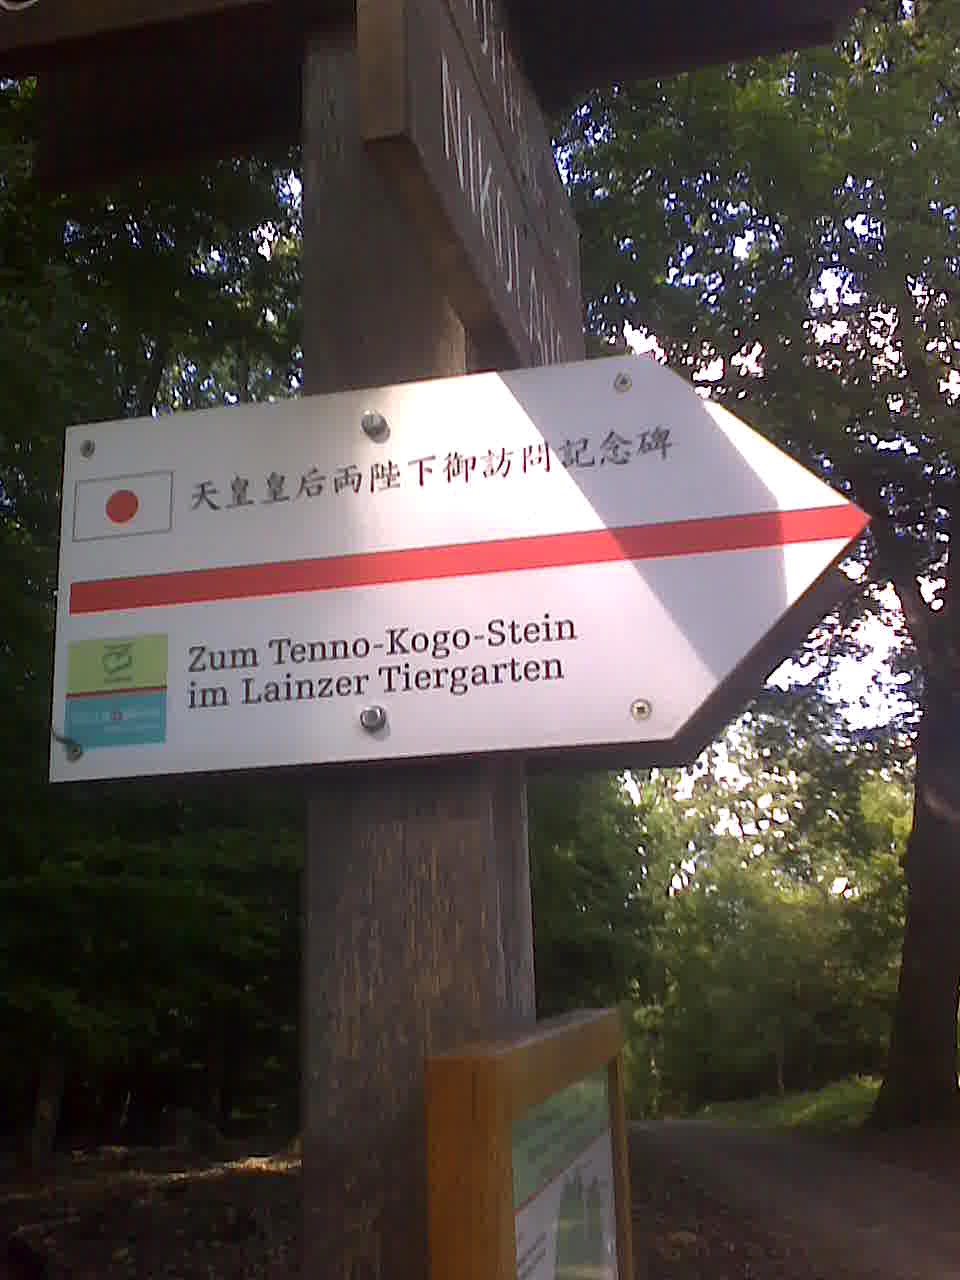 天皇皇后両陛下御訪問記念碑
Zum Tenno-Kogo-Stein
im Lainzer Tiergarten